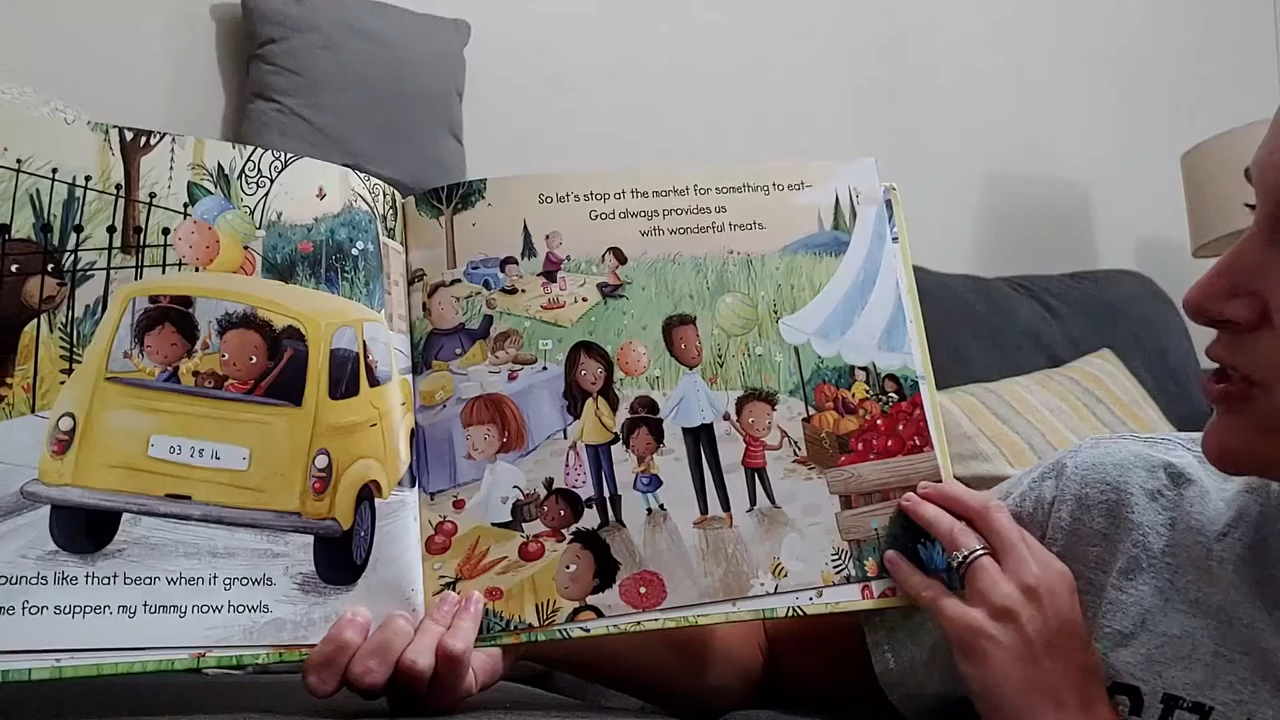 So let's stop at the market for something to eat—
God always provides us
with wonderful treats.
03 28 14
ounds like that bear when it growls.
me for supper, my tummy now howls.